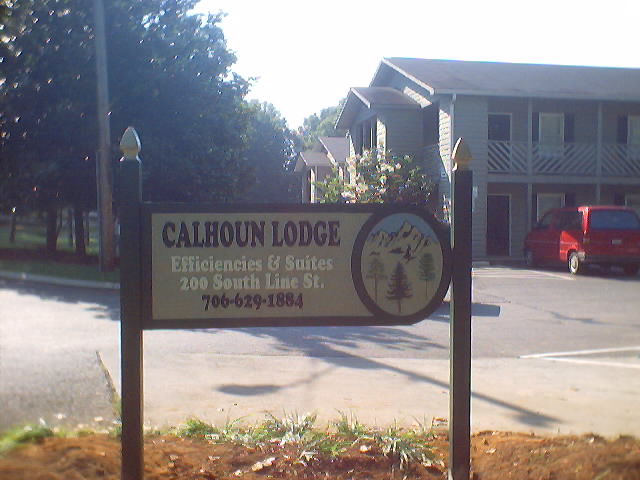 CALHOUN LODGE
Efficiencies & Suites
200 South Line St.
706-629-1884